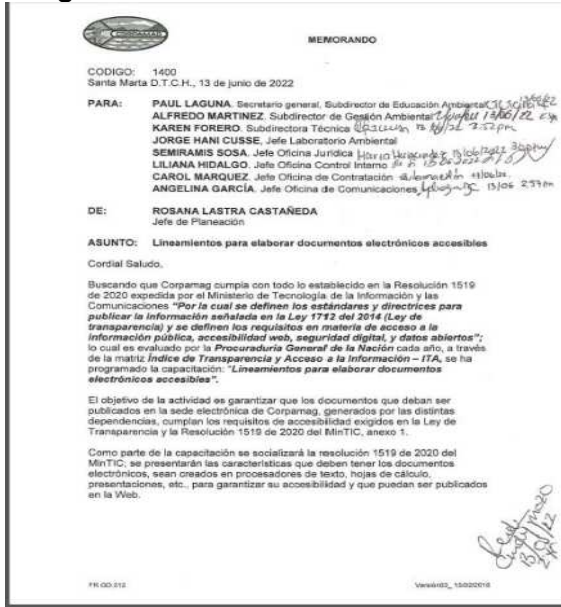 CORPAMAG
MEMORANDO
CODIGO: 1400
Santa Marta D.T.C.H., 13 de junio de 2022
PARA: PAUL LAGUNA. Secretario general, Subdirector de Educación Ambiental
ALFREDO MARTINEZ. Subdirector de Gestión Ambiental 13/06/22
KAREN FORERO. Subdirectora Técnica 2:52pm
JORGE HANI CUSSE, Jefe Laboratorio Ambiental
SEMIRAMIS SOSA. Jefe Oficina Jurídica
LILIANA HIDALGO. Jefe Oficina Control Interno
CAROL MARQUEZ. Jefe Oficina de Contratación
ANGELINA GARCÍA. Jefe Oficina de Comunicaciones 13/06 2:57pm
DE: ROSANA LASTRA CASTAÑEDA
Jefe de Planeación
ASUNTO: Lineamientos para elaborar documentos electrónicos accesibles
Cordial Saludo,
Buscando que Corpamag cumpla con todo lo establecido en la Resolución 1519
de 2020 expedida por el Ministerio de Tecnología de la Información y las
Comunicaciones "Por la cual se definen los estándares y directrices para
publicar la información señalada en la Ley 1712 del 2014 (Ley de
transparencia) y se definen los requisitos en materia de acceso a la
información pública, accesibilidad web, seguridad digital, y datos abiertos";
lo cual es evaluado por la Procuraduría General de la Nación cada año, a través
de la matriz Índice de Transparencia y Acceso a la Información – ITA, se ha
programado la capacitación: "Lineamientos para elaborar documentos
electrónicos accesibles".
El objetivo de la actividad es garantizar que los documentos que deban ser
publicados en la sede electrónica de Corpamag, generados por las distintas
dependencias, cumplan los requisitos de accesibilidad exigidos en la Ley de
Transparencia y la Resolución 1519 de 2020 del MinTIC, anexo 1.
Como parte de la capacitación se socializará la resolución 1519 de 2020 del
MinTIC, se presentarán las características que deben tener los documentos
electrónicos, sean creados en procesadores de texto, hojas de cálculo,
presentaciones, etc., para garantizar su accesibilidad y que puedan ser publicados
en la Web.
FR.GD.012